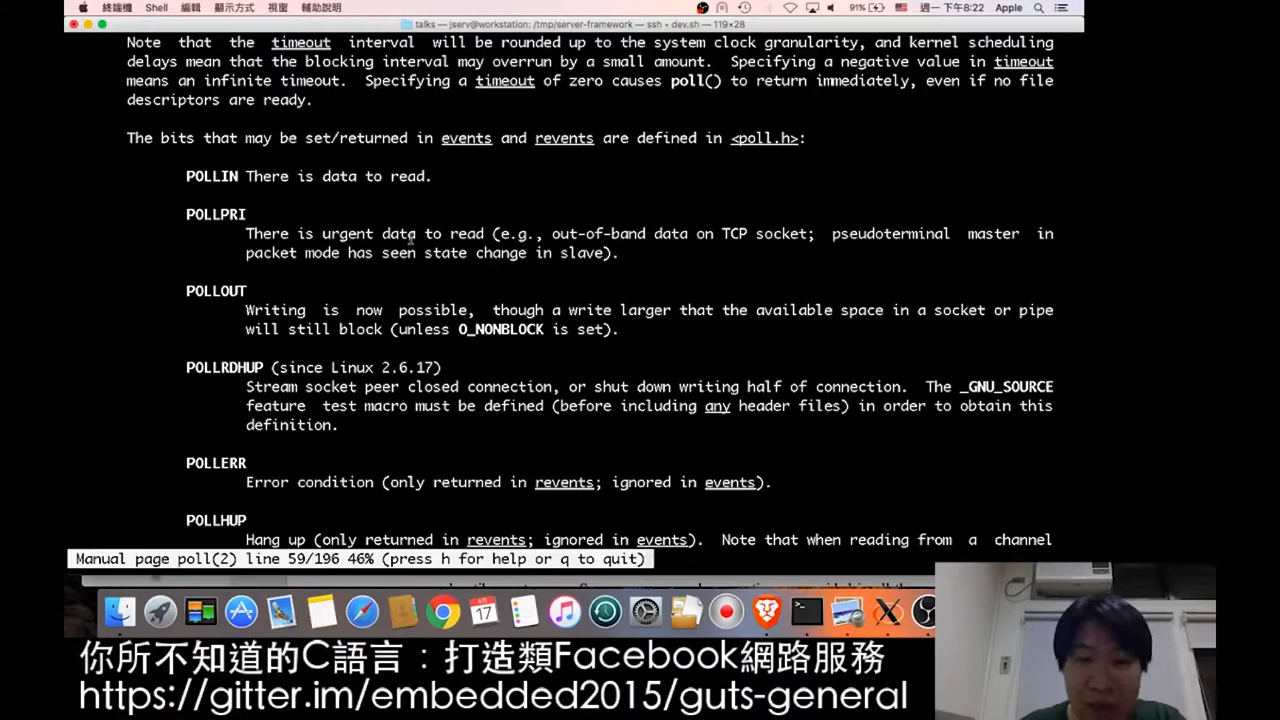 終端機 Shell 編輯 顯示方式 視窗 輔助說明 91% 週一 下午8:22 Apple
talks — jserv@workstation: /tmp/server-framework — ssh • dev.sh — 119×28
Note that the timeout interval will be rounded up to the system clock granularity, and kernel scheduling
delays mean that the blocking interval may overrun by a small amount. Specifying a negative value in timeout
means an infinite timeout. Specifying a timeout of zero causes poll() to return immediately, even if no file
descriptors are ready.
The bits that may be set/returned in events and revents are defined in <poll.h>:
POLLIN There is data to read.
POLLPRI
There is urgent data to read (e.g., out-of-band data on TCP socket; pseudoterminal master in
packet mode has seen state change in slave).
POLLOUT
Writing is now possible, though a write larger that the available space in a socket or pipe
will still block (unless O_NONBLOCK is set).
POLLRDHUP (since Linux 2.6.17)
Stream socket peer closed connection, or shut down writing half of connection. The _GNU_SOURCE
feature test macro must be defined (before including any header files) in order to obtain this
definition.
POLLERR
Error condition (only returned in revents; ignored in events).
POLLHUP
Hang up (only returned in revents; ignored in events). Note that when reading from a channel
Manual page poll(2) line 59/196 46% (press h for help or q to quit)
17
你所不知道的C語言：打造類Facebook網路服務
https://gitter.im/embedded2015/guts-general